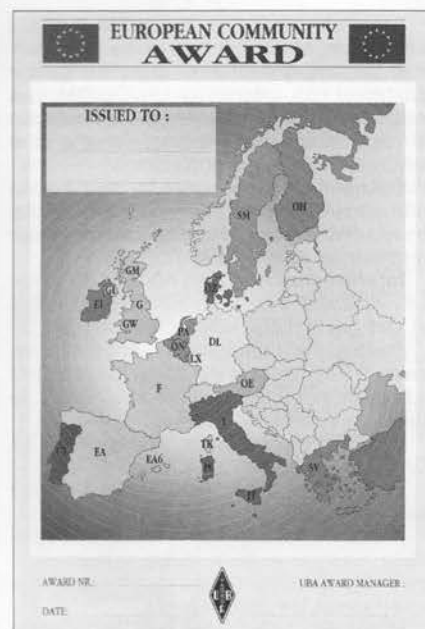 EUROPEAN COMMUNITY
AWARD
ISSUED TO :
OH
SM
GM
GI
EI
G
GW
PA
ON
DL
LX
F
OE
I
TK
EA
EA6
IS
IT
SV
AWARD NR.:
UBA AWARD MANAGER :
UBA
DATE: